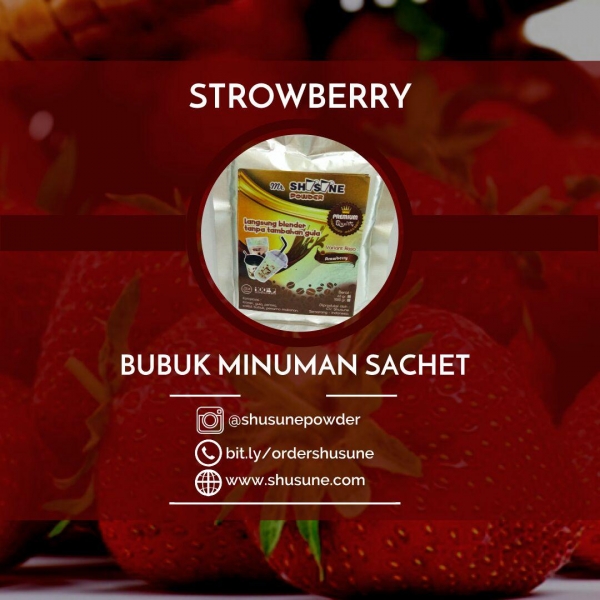 STROWBERRY
Mr. SHUSUNE
POWDER
PREMIUM
Langsung blender
tanpa tambahan gula
Strawberry
BUBUK MINUMAN SACHET
@shusunepowder
bit.ly/ordershusune
www.shusune.com